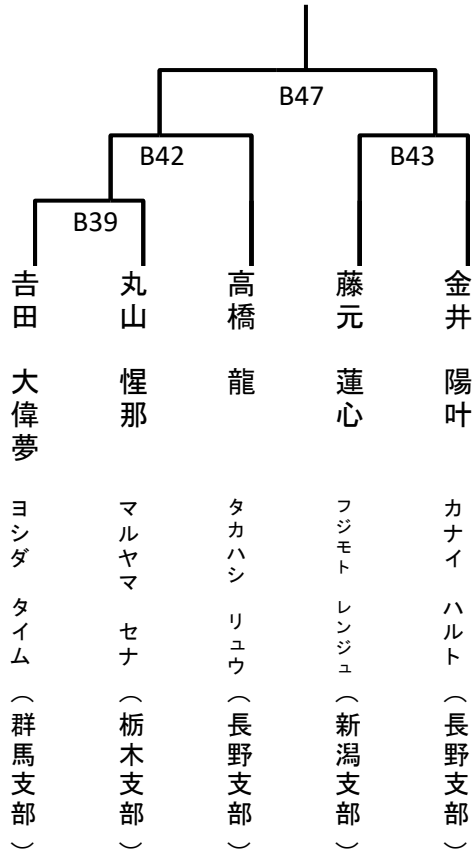 B47
B42
B43
B39
𠮷田 大偉夢 ヨシダ タイム (群馬支部)
丸山 惺那 マルヤマ セナ (栃木支部)
高橋 龍 タカハシ リュウ (長野支部)
藤元 蓮心 フジモト レンジュ (新潟支部)
金井 陽叶 カナイ ハルト (長野支部)